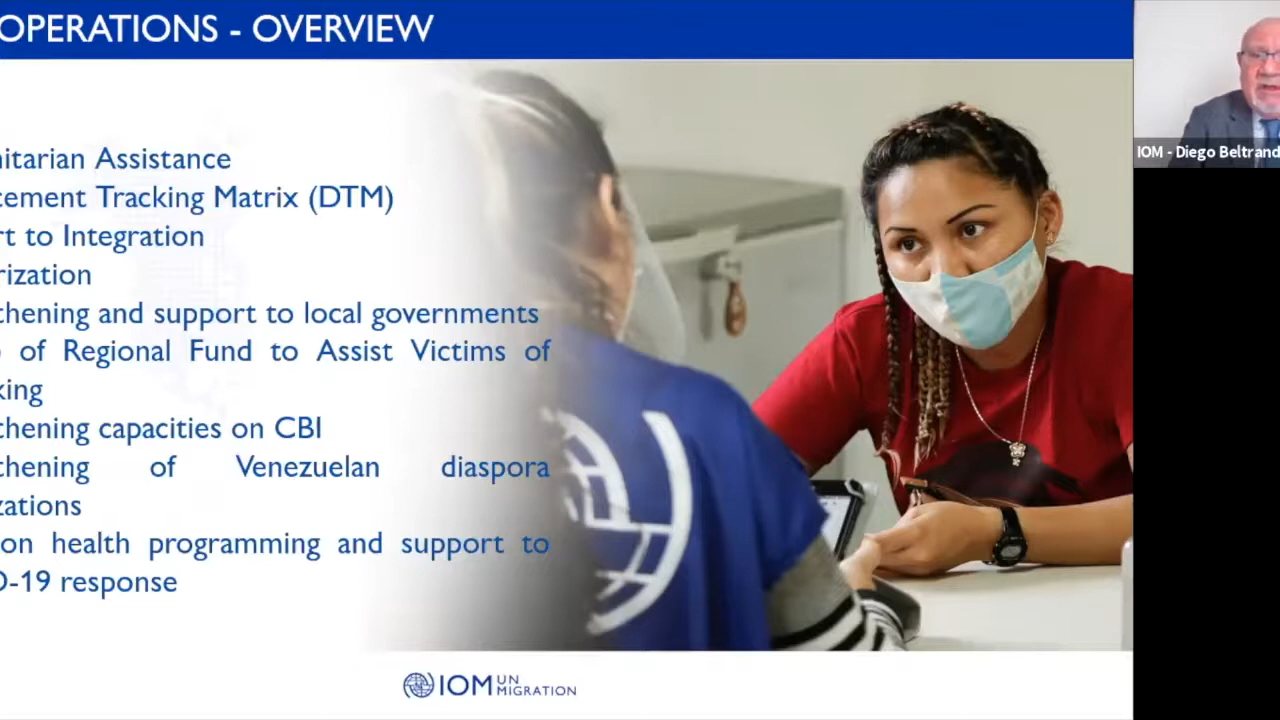 OPERATIONS - OVERVIEW
nitarian Assistance
cement Tracking Matrix (DTM)
rt to Integration
rization
thening and support to local governments
of Regional Fund to Assist Victims of
king
thening capacities on CBI
thening of Venezuelan diaspora
zations
on health programming and support to
D-19 response
IOM UN
MIGRATION
IOM - Diego Beltrand